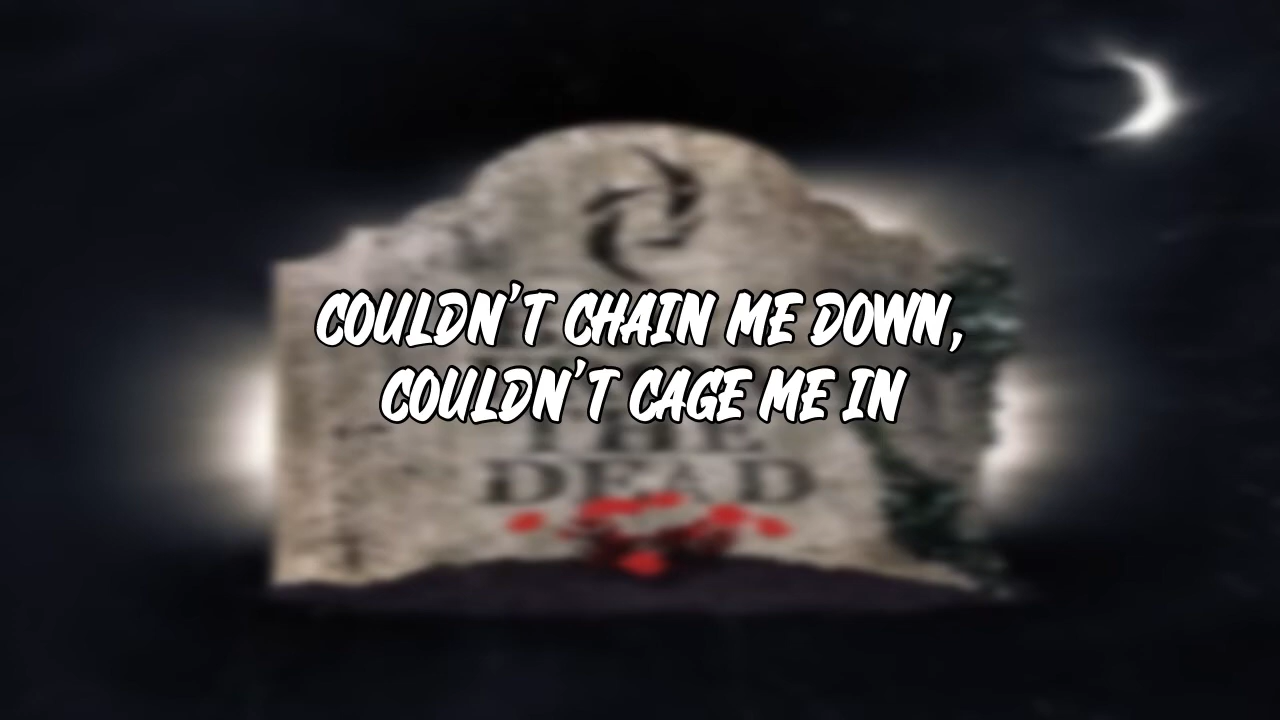 COULDN'T CHAIN ME DOWN,
COULDN'T CAGE ME IN
THE
DEAD